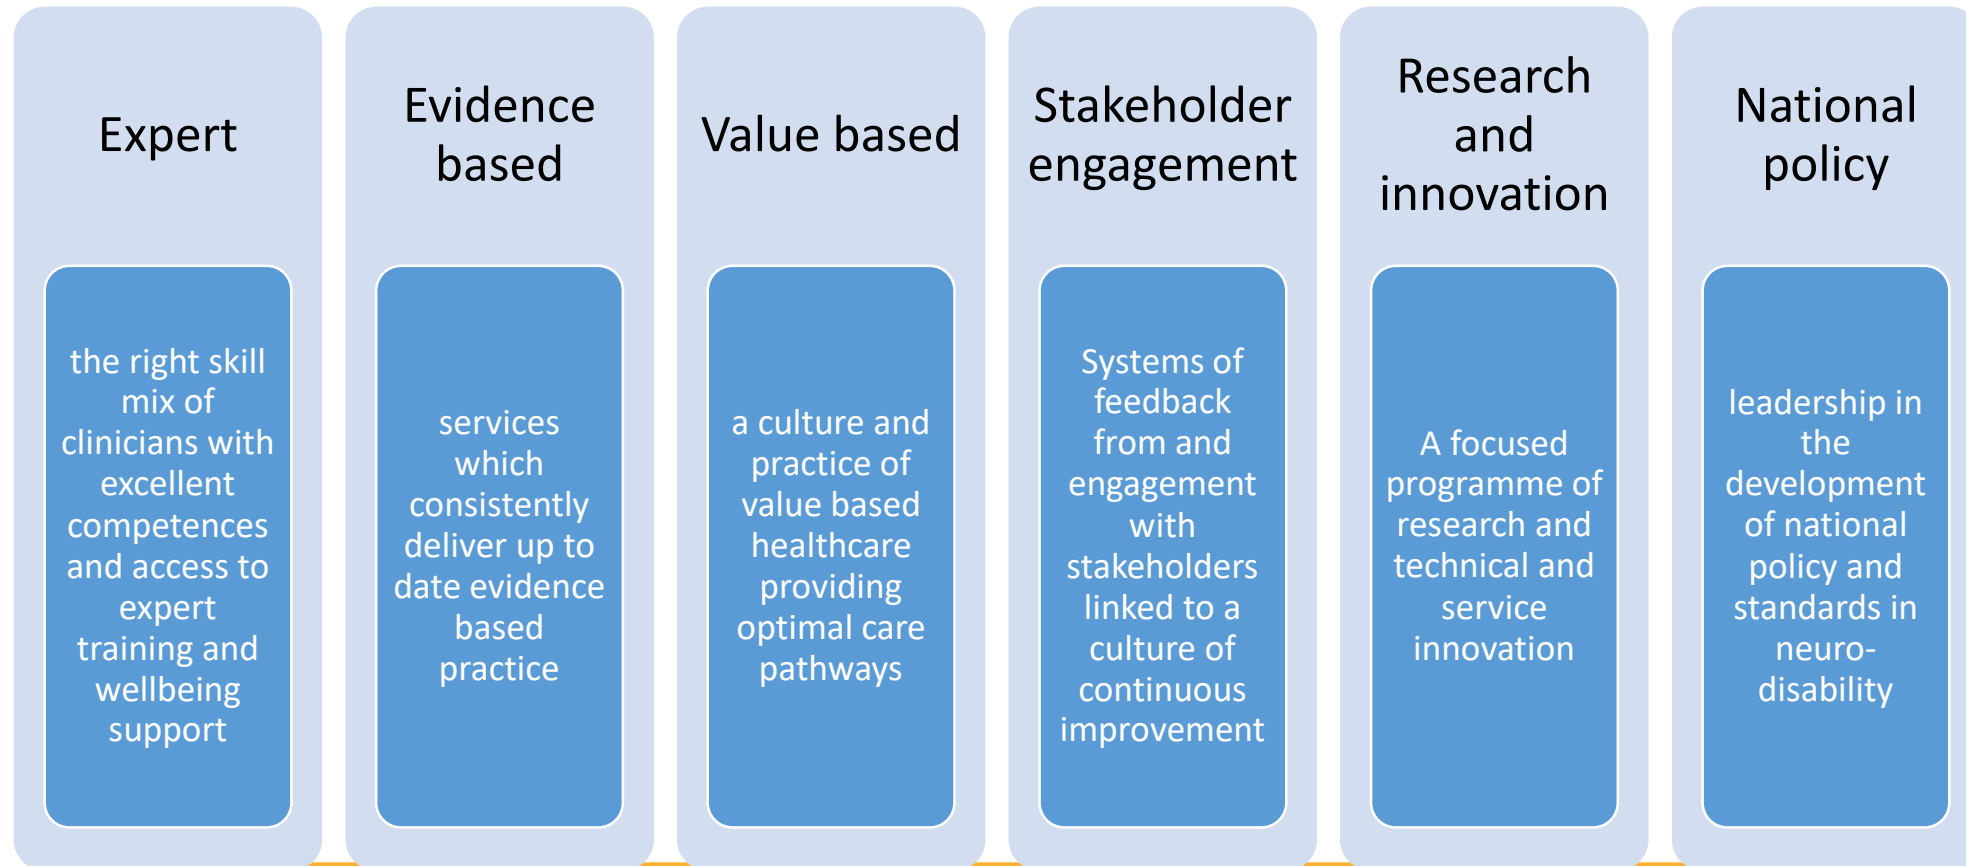 Expert
the right skill
mix of
clinicians with
excellent
competences
and access to
expert
training and
wellbeing
support
Evidence
based
services
which
consistently
deliver up to
date evidence
based
practice
Value based
a culture and
practice of
value based
healthcare
providing
optimal care
pathways
Stakeholder
engagement
Systems of
feedback
from and
engagement
with
stakeholders
linked to a
culture of
continuous
improvement
Research
and
innovation
A focused
programme of
research and
technical and
service
innovation
National
policy
leadership in
the
development
of national
policy and
standards in
neuro-
disability